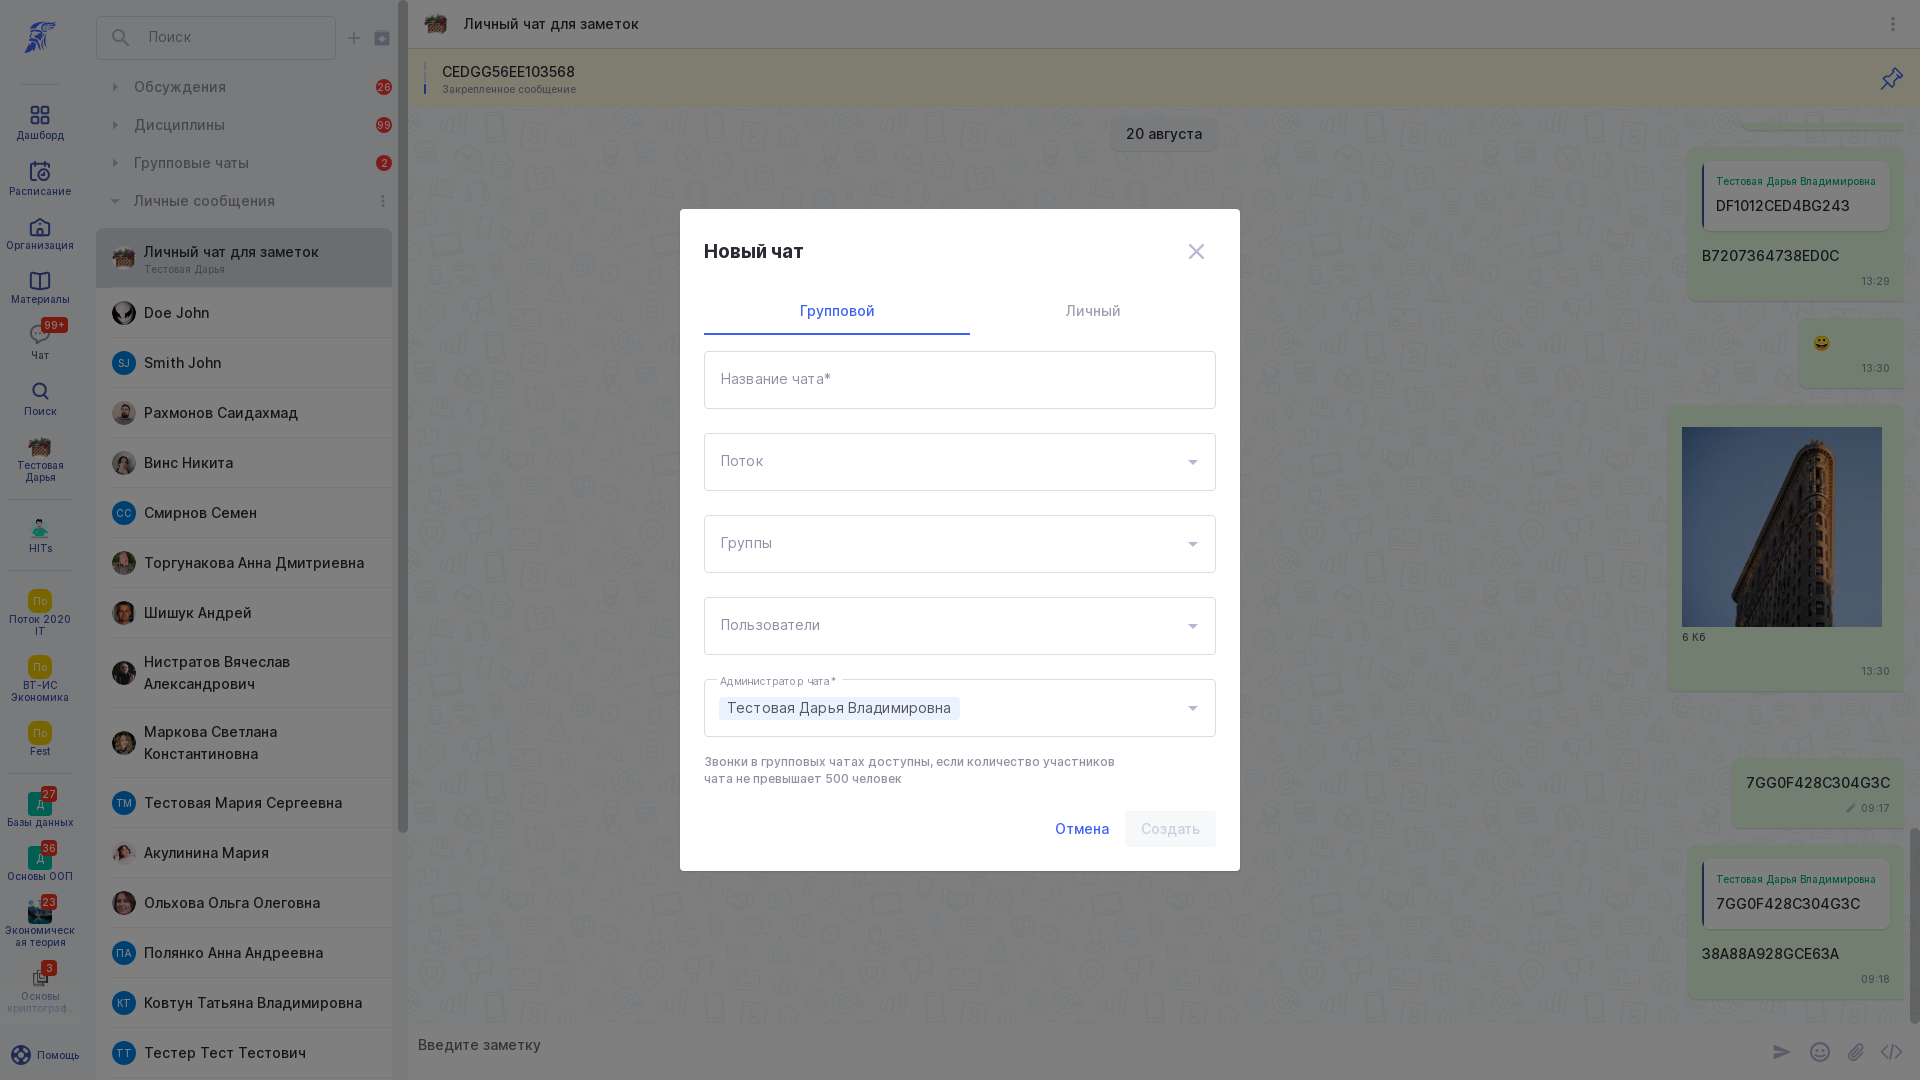 Дашборд
Расписание
Организация
Материалы
99+
Чат
Поиск
Тестовая
Дарья
HITs
По
Поток 2020
IT
По
ВТ-ИС
Экономика
По
Fest
27
Д
Базы данных
36
Д
Основы ООП
23
Экономическ
ая теория
3
Основы
криптограф...
Помощь
Поиск
Обсуждения
26
Дисциплины
99
Групповые чаты
2
Личные сообщения
Личный чат для заметок
Тестовая Дарья
Doe John
SJ
Smith John
Рахмонов Саидахмад
Винс Никита
СС
Смирнов Семен
Торгунакова Анна Дмитриевна
Шишук Андрей
Нистратов Вячеслав
Александрович
Маркова Светлана
Константиновна
ТМ
Тестовая Мария Сергеевна
Акулинина Мария
Ольхова Ольга Олеговна
ПА
Полянко Анна Андреевна
КТ
Ковтун Татьяна Владимировна
ТТ
Тестер Тест Тестович
Личный чат для заметок
CEDGG56EE103568
Закрепленное сообщение
20 августа
Тестовая Дарья Владимировна
DF1012CED4BG243
B7207364738ED0C
13:29
13:30
6 Кб
13:30
7GG0F428C304G3C
09:17
Тестовая Дарья Владимировна
7GG0F428C304G3C
38A88A928GCE63A
09:18
Введите заметку
Новый чат
Групповой
Личный
Название чата*
Поток
Группы
Пользователи
Администратор чата*
Тестовая Дарья Владимировна
Звонки в групповых чатах доступны, если количество участников
чата не превышает 500 человек
Отмена
Создать